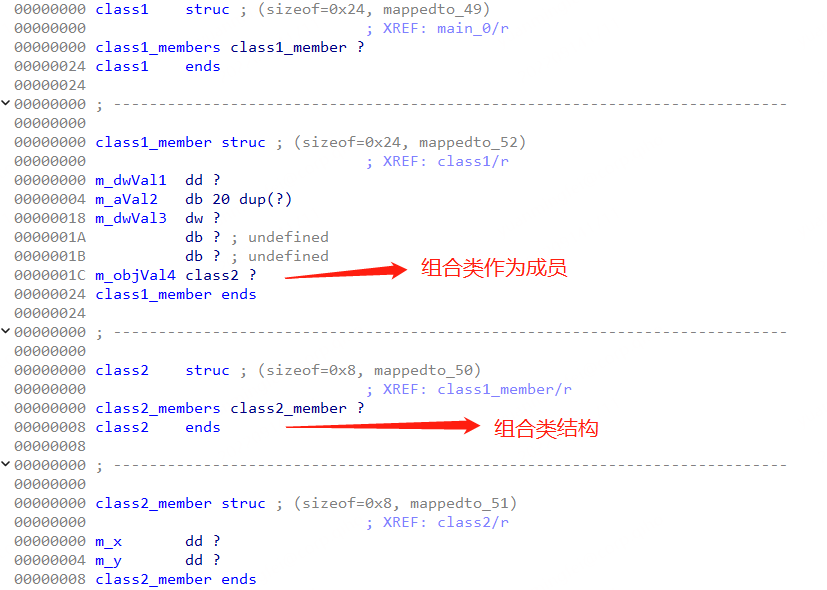 00000000 class1    struc ; (sizeof=0x24, mappedto_49)
00000000                               ; XREF: main_0/r
00000000 class1_members class1_member ?
00000024 class1    ends
00000024
00000000 ; ---------------------------------------------------------------------------
00000000
00000000 class1_member struc ; (sizeof=0x24, mappedto_52)
00000000                               ; XREF: class1/r
00000000 m_dwVal1  dd ?
00000004 m_aVal2   db 20 dup(?)
00000018 m_dwVal3  dw ?
0000001A           db ? ; undefined
0000001B           db ? ; undefined
0000001C m_objVal4 class2 ? 组合类作为成员
00000024 class1_member ends
00000024
00000000 ; ---------------------------------------------------------------------------
00000000
00000000 class2    struc ; (sizeof=0x8, mappedto_50)
00000000                               ; XREF: class1_member/r
00000000 class2_members class2_member ?
00000008 class2    ends 组合类结构
00000008
00000000 ; ---------------------------------------------------------------------------
00000000
00000000 class2_member struc ; (sizeof=0x8, mappedto_51)
00000000                               ; XREF: class2/r
00000000 m_x       dd ?
00000004 m_y       dd ?
00000008 class2_member ends